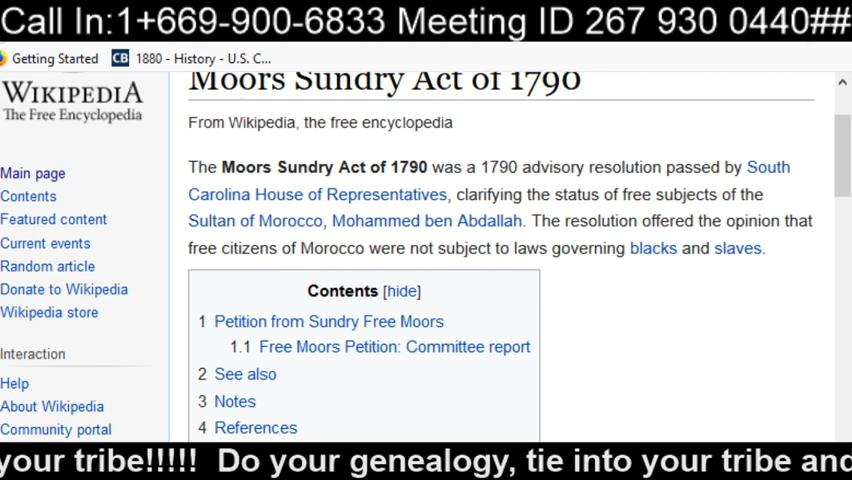 Call In:1+669-900-6833 Meeting ID 267 930 0440##
Getting Started CB 1880 - History - U.S. C...
Moors Sundry Act of 1790
WIKIPEDIA
The Free Encyclopedia
From Wikipedia, the free encyclopedia
The Moors Sundry Act of 1790 was a 1790 advisory resolution passed by South
Carolina House of Representatives, clarifying the status of free subjects of the
Sultan of Morocco, Mohammed ben Abdallah. The resolution offered the opinion that
free citizens of Morocco were not subject to laws governing blacks and slaves.
Main page
Contents
Featured content
Current events
Random article
Donate to Wikipedia
Wikipedia store
Interaction
Help
About Wikipedia
Community portal
Contents [hide]
1 Petition from Sundry Free Moors
1.1 Free Moors Petition: Committee report
2 See also
3 Notes
4 References
your tribe!!!!! Do your genealogy, tie into your tribe and